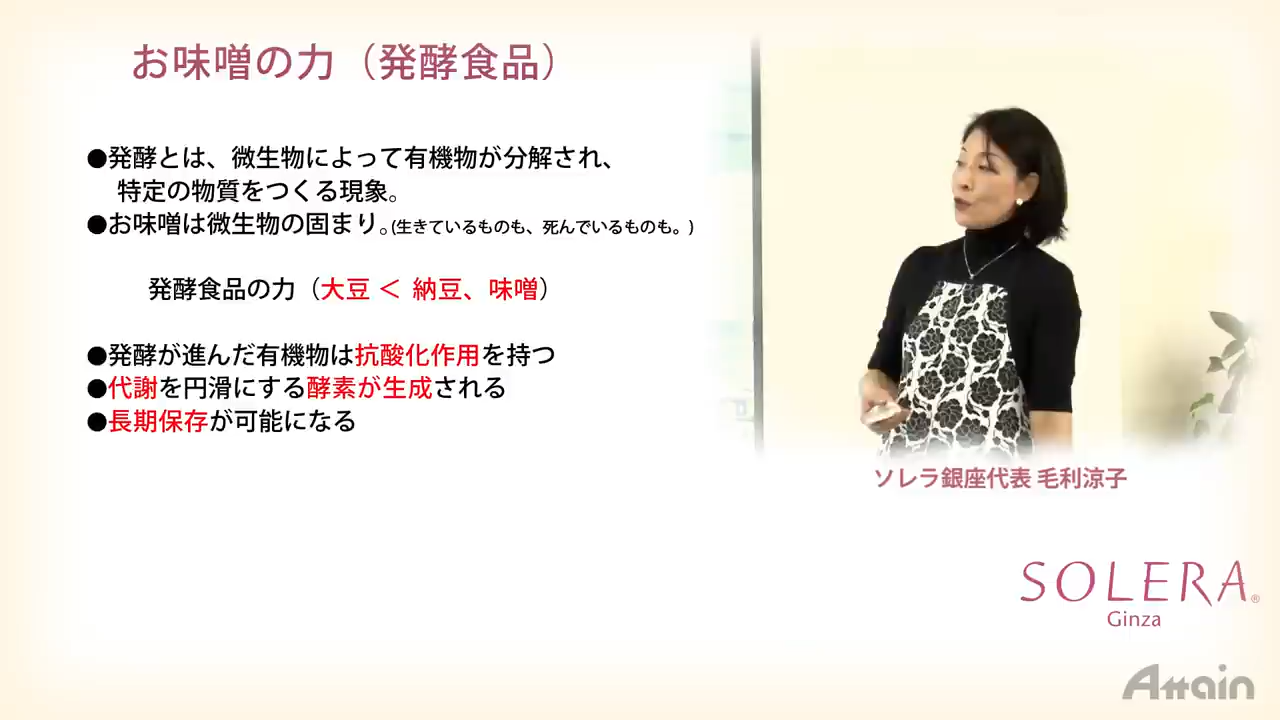 お味噌の力（発酵食品）
●発酵とは、微生物によって有機物が分解され、
特定の物質をつくる現象。
●お味噌は微生物の固まり。(生きているものも、死んでいるものも。)
発酵食品の力（大豆 ＜ 納豆、味噌）
●発酵が進んだ有機物は抗酸化作用を持つ
●代謝を円滑にする酵素が生成される
●長期保存が可能になる
ソレラ銀座代表 毛利涼子
SOLERA®
Ginza
Attain